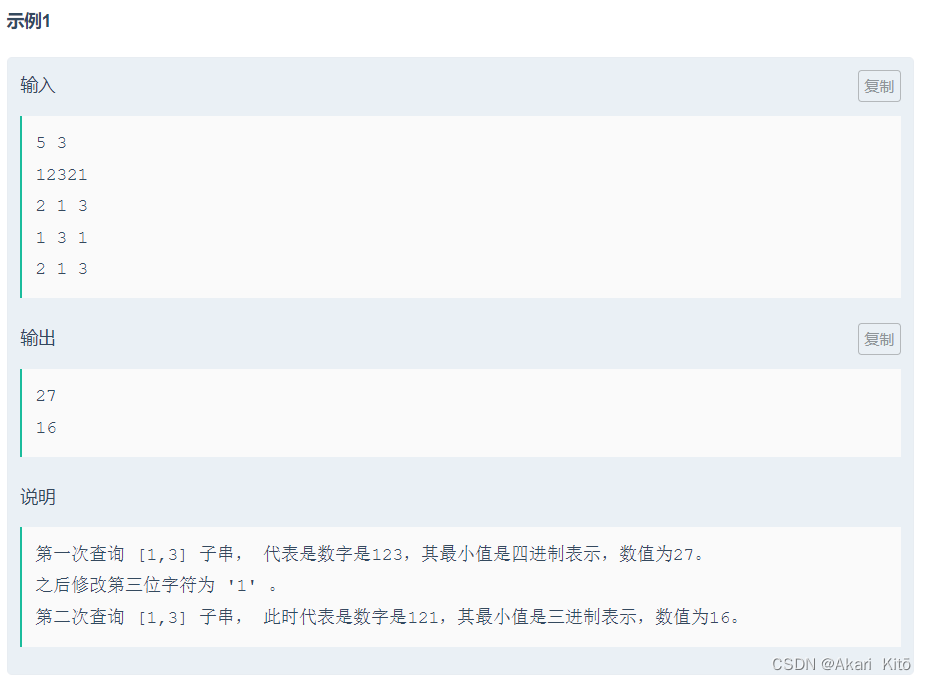 示例1
输入
复制
5 3
12321
2 1 3
1 3 1
2 1 3
输出
复制
27
16
说明
第一次查询 [1,3] 子串， 代表是数字是123，其最小值是四进制表示，数值为27。
之后修改第三位字符为 '1' 。
第二次查询 [1,3] 子串， 此时代表是数字是121，其最小值是三进制表示，数值为16。
CSDN @Akari_Kitō